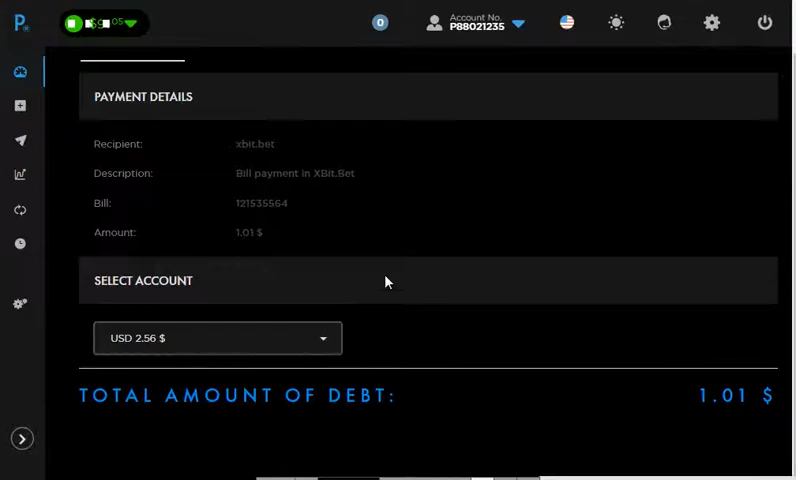 P
0
Account No.
P88021235
PAYMENT DETAILS
Recipient: xbit.bet
Description: Bill payment in XBit.Bet
Bill: 121535564
Amount: 1.01 $
SELECT ACCOUNT
USD 2.56 $
TOTAL AMOUNT OF DEBT: 1.01 $